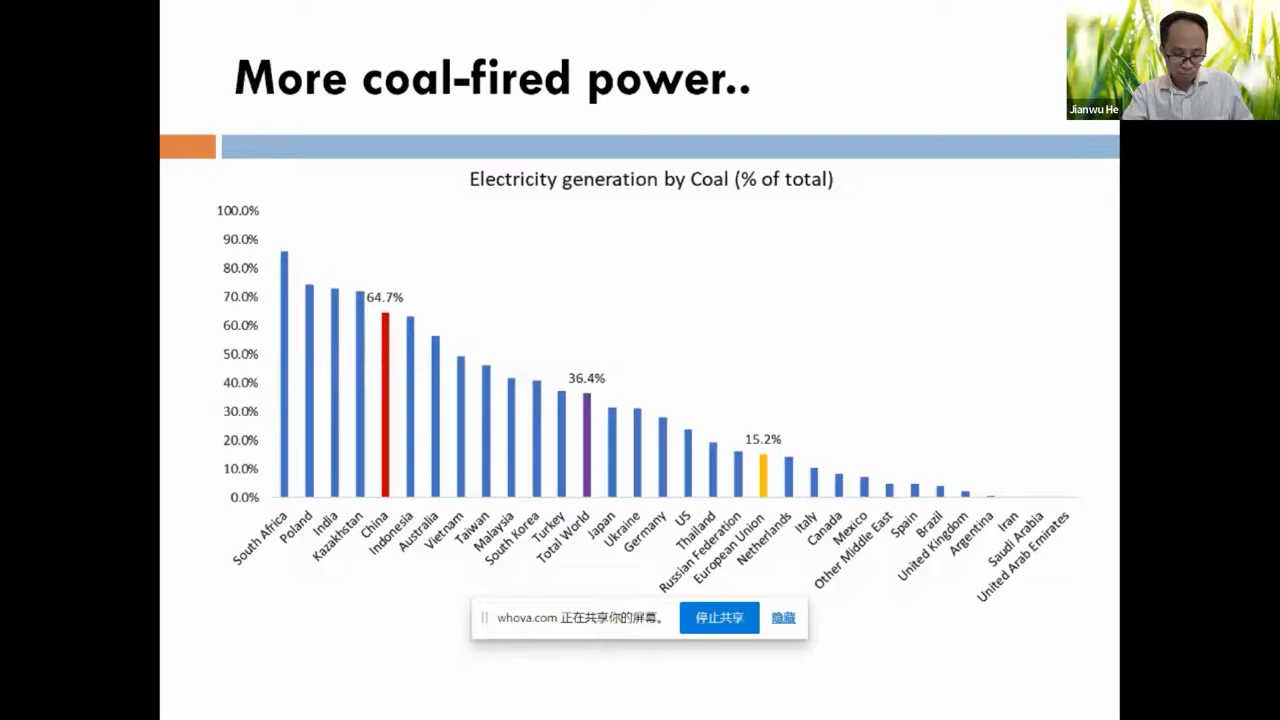 More coal-fired power..
Jianwu He
Electricity generation by Coal (% of total)
100.0%
90.0%
80.0%
70.0%
60.0%
50.0%
40.0%
30.0%
20.0%
10.0%
0.0%
64.7%
36.4%
15.2%
South Africa
Poland
India
Kazakhstan
China
Indonesia
Australia
Vietnam
Taiwan
Malaysia
South Korea
Turkey
Total World
Japan
Ukraine
Germany
US
Thailand
Russian Federation
European Union
Netherlands
Italy
Canada
Mexico
Other Middle East
Spain
Brazil
United Kingdom
Argentina
Iran
Saudi Arabia
United Arab Emirates
whova.com 正在共享你的屏幕。
停止共享
隐藏